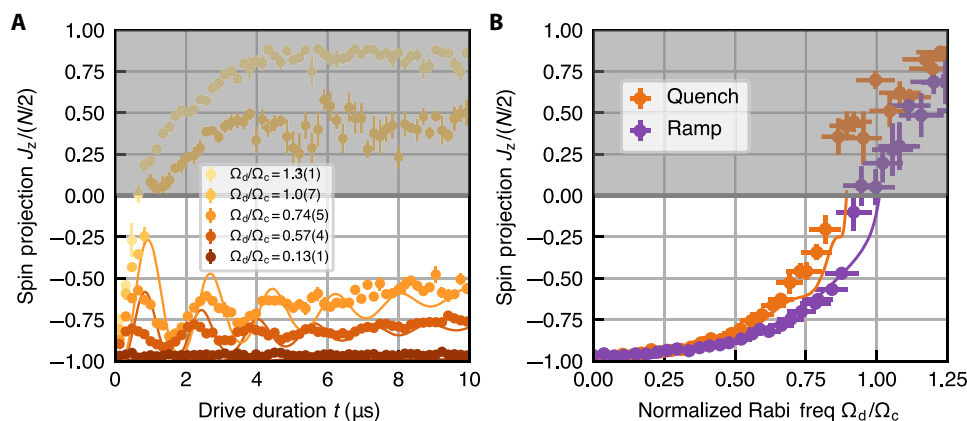 A
1.00
0.75
0.50
0.25
0.00
−0.25
−0.50
−0.75
−1.00
Spin projection J_z/(N/2)
Ω_d/Ω_c = 1.3(1)
Ω_d/Ω_c = 1.0(7)
Ω_d/Ω_c = 0.74(5)
Ω_d/Ω_c = 0.57(4)
Ω_d/Ω_c = 0.13(1)
0 2 4 6 8 10
Drive duration t (μs)
B
1.00
0.75
0.50
0.25
0.00
−0.25
−0.50
−0.75
−1.00
Spin projection J_z/(N/2)
Quench
Ramp
0.00 0.25 0.50 0.75 1.00 1.25
Normalized Rabi freq Ω_d/Ω_c